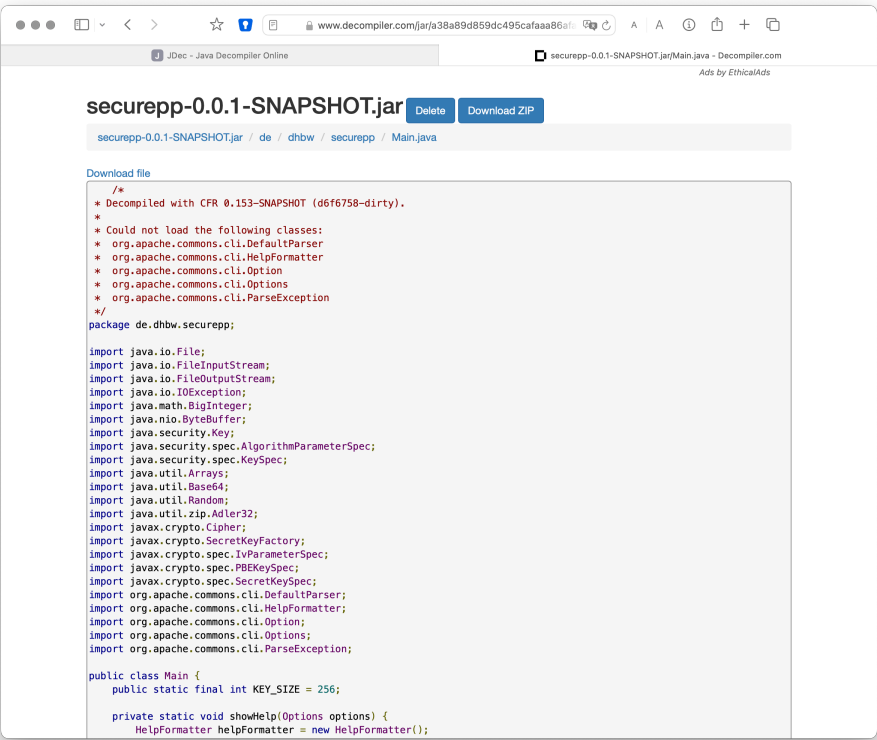 www.decompiler.com/jar/a38a89d859dc495cafaaa86af
A A
JDec - Java Decompiler Online
securepp-0.0.1-SNAPSHOT.jar/Main.java - Decompiler.com
Ads by EthicalAds
securepp-0.0.1-SNAPSHOT.jar Delete Download ZIP
securepp-0.0.1-SNAPSHOT.jar / de / dhbw / securepp / Main.java
Download file
/*
* Decompiled with CFR 0.153-SNAPSHOT (d6f6758-dirty).
*
* Could not load the following classes:
*  org.apache.commons.cli.DefaultParser
*  org.apache.commons.cli.HelpFormatter
*  org.apache.commons.cli.Option
*  org.apache.commons.cli.Options
*  org.apache.commons.cli.ParseException
*/
package de.dhbw.securepp;
import java.io.File;
import java.io.FileInputStream;
import java.io.FileOutputStream;
import java.io.IOException;
import java.math.BigInteger;
import java.nio.ByteBuffer;
import java.security.Key;
import java.security.spec.AlgorithmParameterSpec;
import java.security.spec.KeySpec;
import java.util.Arrays;
import java.util.Base64;
import java.util.Random;
import java.util.zip.Adler32;
import javax.crypto.Cipher;
import javax.crypto.SecretKeyFactory;
import javax.crypto.spec.IvParameterSpec;
import javax.crypto.spec.PBEKeySpec;
import javax.crypto.spec.SecretKeySpec;
import org.apache.commons.cli.DefaultParser;
import org.apache.commons.cli.HelpFormatter;
import org.apache.commons.cli.Option;
import org.apache.commons.cli.Options;
import org.apache.commons.cli.ParseException;
public class Main {
    public static final int KEY_SIZE = 256;
    private static void showHelp(Options options) {
        HelpFormatter helpFormatter = new HelpFormatter();